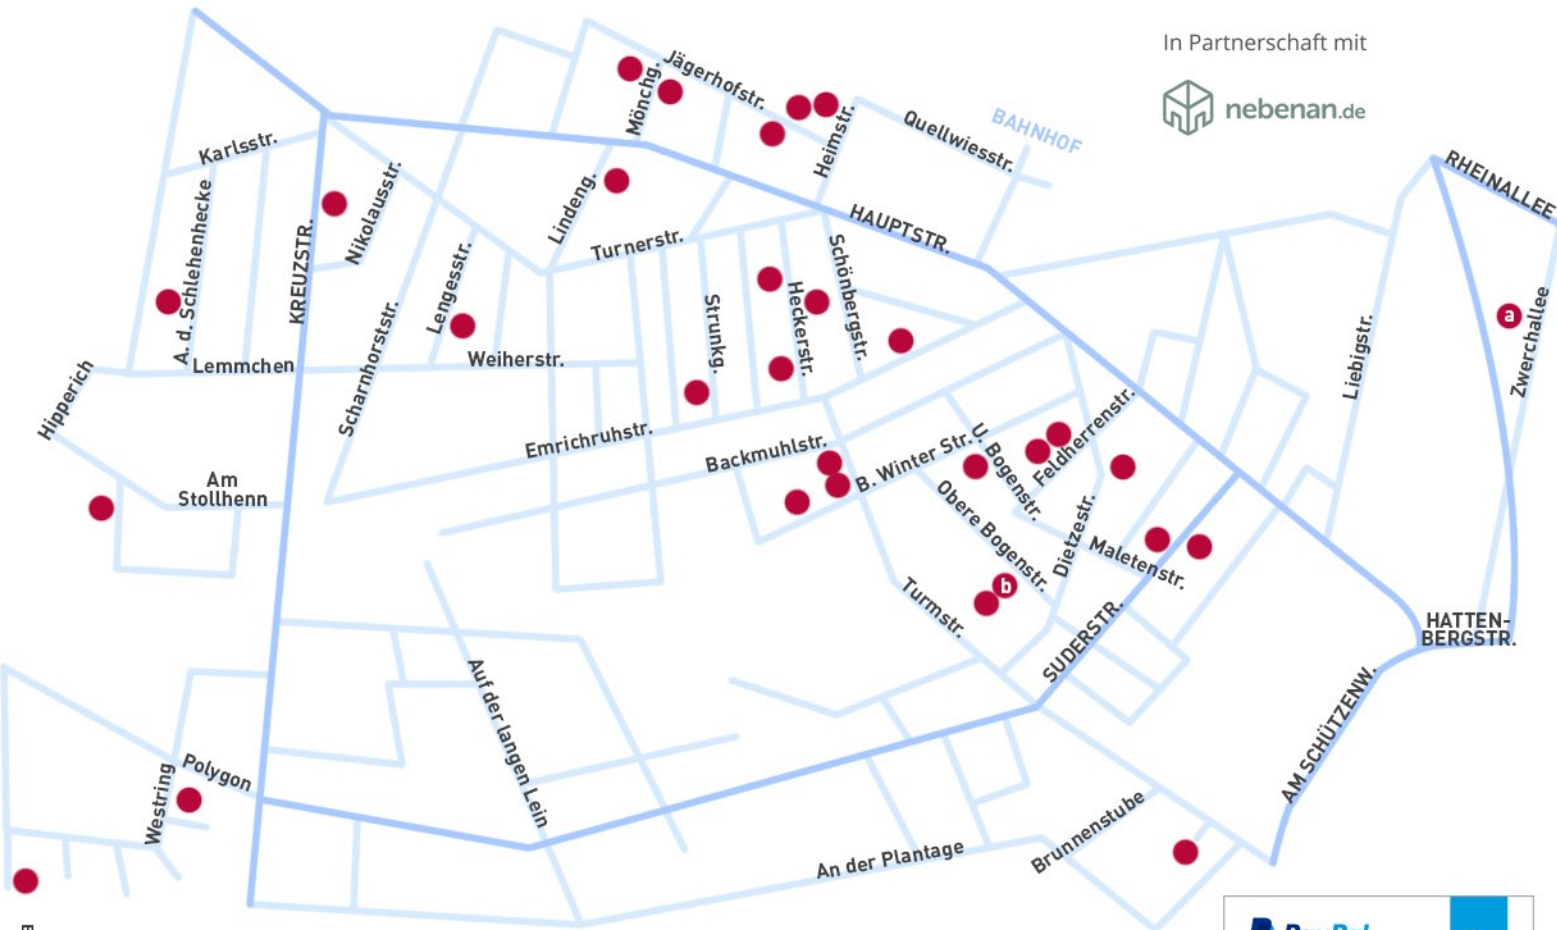 In Partnerschaft mit
nebenan.de
Jägerhofstr.
Mönchg.
Heimstr.
Quellwiesstr.
BAHNHOF
Karlsstr.
Nikolausstr.
Lindeng.
RHEINALLEE
A. d. Schlehenhecke
KREUZSTR.
Lengesstr.
Turnerstr.
HAUPTSTR.
Schönbergstr.
Heckerstr.
Strunkg.
Scharnhorststr.
Liebigstr.
a
Zwerchallee
Lemmchen
Weiherstr.
Hipperich
Emrichruhstr.
Backmuhlstr.
B. Winter Str.
U. Bogenstr.
Feldherrenstr.
Am
Stollhenn
Obere Bogenstr.
Dietzestr.
Maletenstr.
b
Turmstr.
SUDERSTR.
HATTEN-
BERGSTR.
Auf der langen Lein
AM SCHÜTZENW.
Polygon
Westring
An der Plantage
Brunnenstube
PayPal